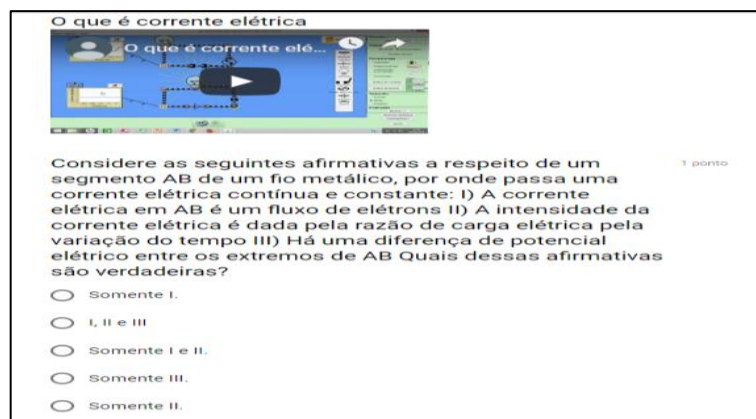 O que é corrente elétrica
O que é corrente elé...
Considere as seguintes afirmativas a respeito de um
1 ponto
segmento AB de um fio metálico, por onde passa uma
corrente elétrica contínua e constante: I) A corrente
elétrica em AB é um fluxo de elétrons II) A intensidade da
corrente elétrica é dada pela razão de carga elétrica pela
variação do tempo III) Há uma diferença de potencial
elétrico entre os extremos de AB Quais dessas afirmativas
são verdadeiras?
Somente I.
I, II e III
Somente I e II.
Somente III.
Somente II.